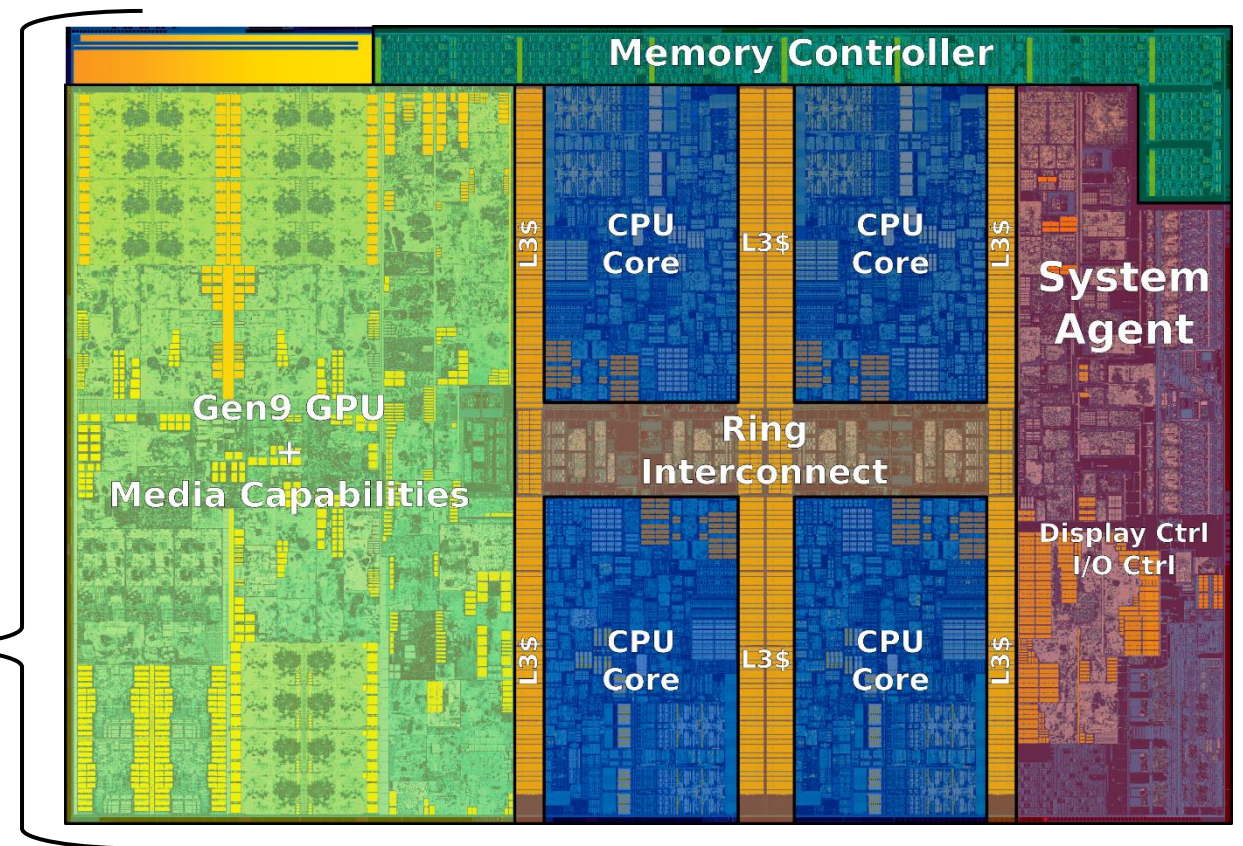 Memory Controller
CPU
Core
CPU
Core
L3$
L3$
L3$
System
Agent
Gen9 GPU
+
Media Capabilities
Ring
Interconnect
Display Ctrl
I/O Ctrl
CPU
Core
CPU
Core
L3$
L3$
L3$